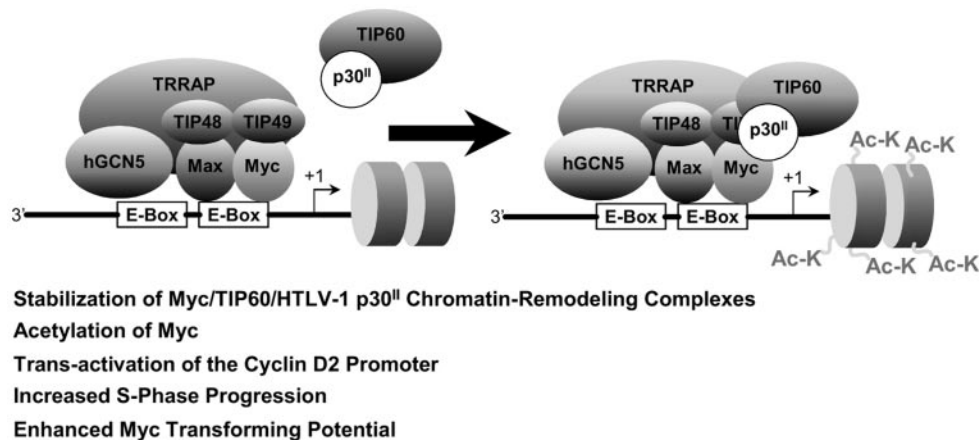 TIP60
p30ᴵᴵ
TRRAP
TIP48 TIP49
hGCN5
Max Myc
+1
3'
E-Box E-Box
TRRAP
TIP60
TIP48
p30ᴵᴵ
hGCN5
Max Myc
+1
3'
E-Box E-Box
Ac-K
Ac-K
Ac-K
Ac-K
Ac-K
Stabilization of Myc/TIP60/HTLV-1 p30ᴵᴵ Chromatin-Remodeling Complexes
Acetylation of Myc
Trans-activation of the Cyclin D2 Promoter
Increased S-Phase Progression
Enhanced Myc Transforming Potential